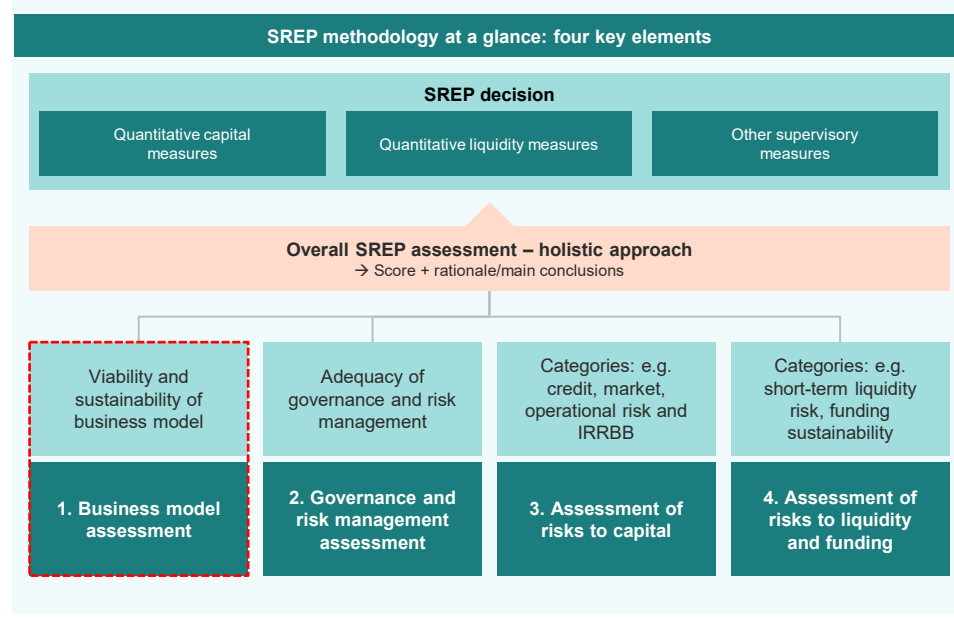 SREP methodology at a glance: four key elements
SREP decision
Quantitative capital
measures
Quantitative liquidity measures
Other supervisory
measures
Overall SREP assessment – holistic approach
→ Score + rationale/main conclusions
Viability and
sustainability of
business model
Adequacy of
governance and risk
management
Categories: e.g.
credit, market,
operational risk and
IRRBB
Categories: e.g.
short-term liquidity
risk, funding
sustainability
1. Business model
assessment
2. Governance and
risk management
assessment
3. Assessment of
risks to capital
4. Assessment of
risks to liquidity
and funding